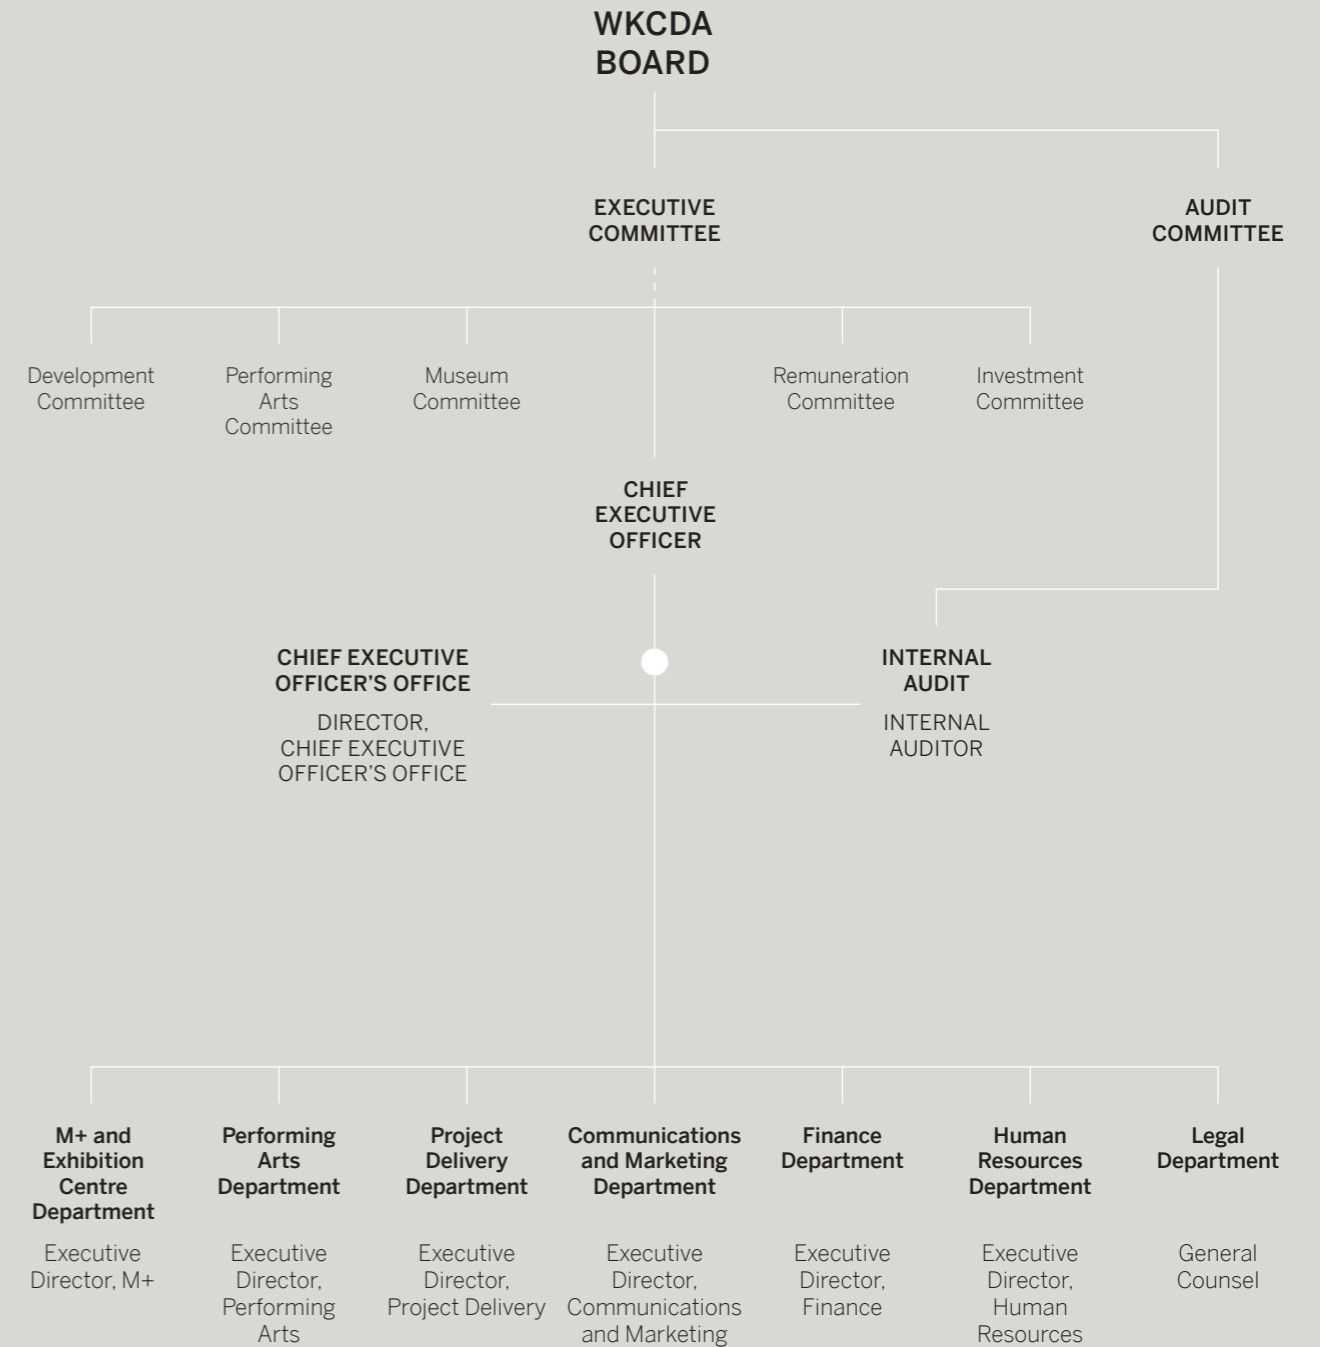 WKCDA
BOARD
EXECUTIVE
COMMITTEE
AUDIT
COMMITTEE
Development
Committee
Performing
Arts
Committee
Museum
Committee
Remuneration
Committee
Investment
Committee
CHIEF
EXECUTIVE
OFFICER
CHIEF EXECUTIVE
OFFICER’S OFFICE
DIRECTOR,
CHIEF EXECUTIVE
OFFICER’S OFFICE
INTERNAL
AUDIT
INTERNAL
AUDITOR
M+ and
Exhibition
Centre
Department
Executive
Director, M+
Performing
Arts
Department
Executive
Director,
Performing
Arts
Project
Delivery
Department
Executive
Director,
Project Delivery
Communications
and Marketing
Department
Executive
Director,
Communications
and Marketing
Finance
Department
Executive
Director,
Finance
Human
Resources
Department
Executive
Director,
Human
Resources
Legal
Department
General
Counsel